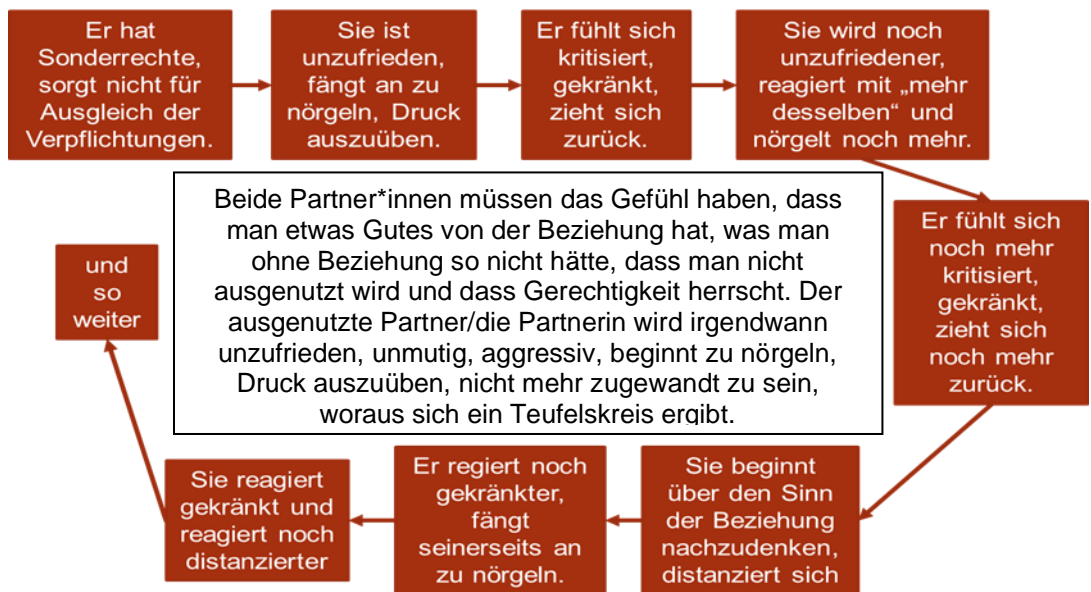 Er hat
Sonderrechte,
sorgt nicht für
Ausgleich der
Verpflichtungen.
Sie ist
unzufrieden,
fängt an zu
nörgeln, Druck
auszuüben.
Er fühlt sich
kritisiert,
gekränkt,
zieht sich
zurück.
Sie wird noch
unzufriedener,
reagiert mit „mehr
desselben“ und
nörgelt noch mehr.
Er fühlt sich
noch mehr
kritisiert,
gekränkt,
zieht sich
noch mehr
zurück.
Sie beginnt
über den Sinn
der Beziehung
nachzudenken,
distanziert sich
Er regiert noch
gekränkter,
fängt
seinerseits an
zu nörgeln.
Sie reagiert
gekränkt und
reagiert noch
distanzierter
und
so
weiter
Beide Partner*innen müssen das Gefühl haben, dass
man etwas Gutes von der Beziehung hat, was man
ohne Beziehung so nicht hätte, dass man nicht
ausgenutzt wird und dass Gerechtigkeit herrscht. Der
ausgenutzte Partner/die Partnerin wird irgendwann
unzufrieden, unmutig, aggressiv, beginnt zu nörgeln,
Druck auszuüben, nicht mehr zugewandt zu sein,
woraus sich ein Teufelskreis ergibt.